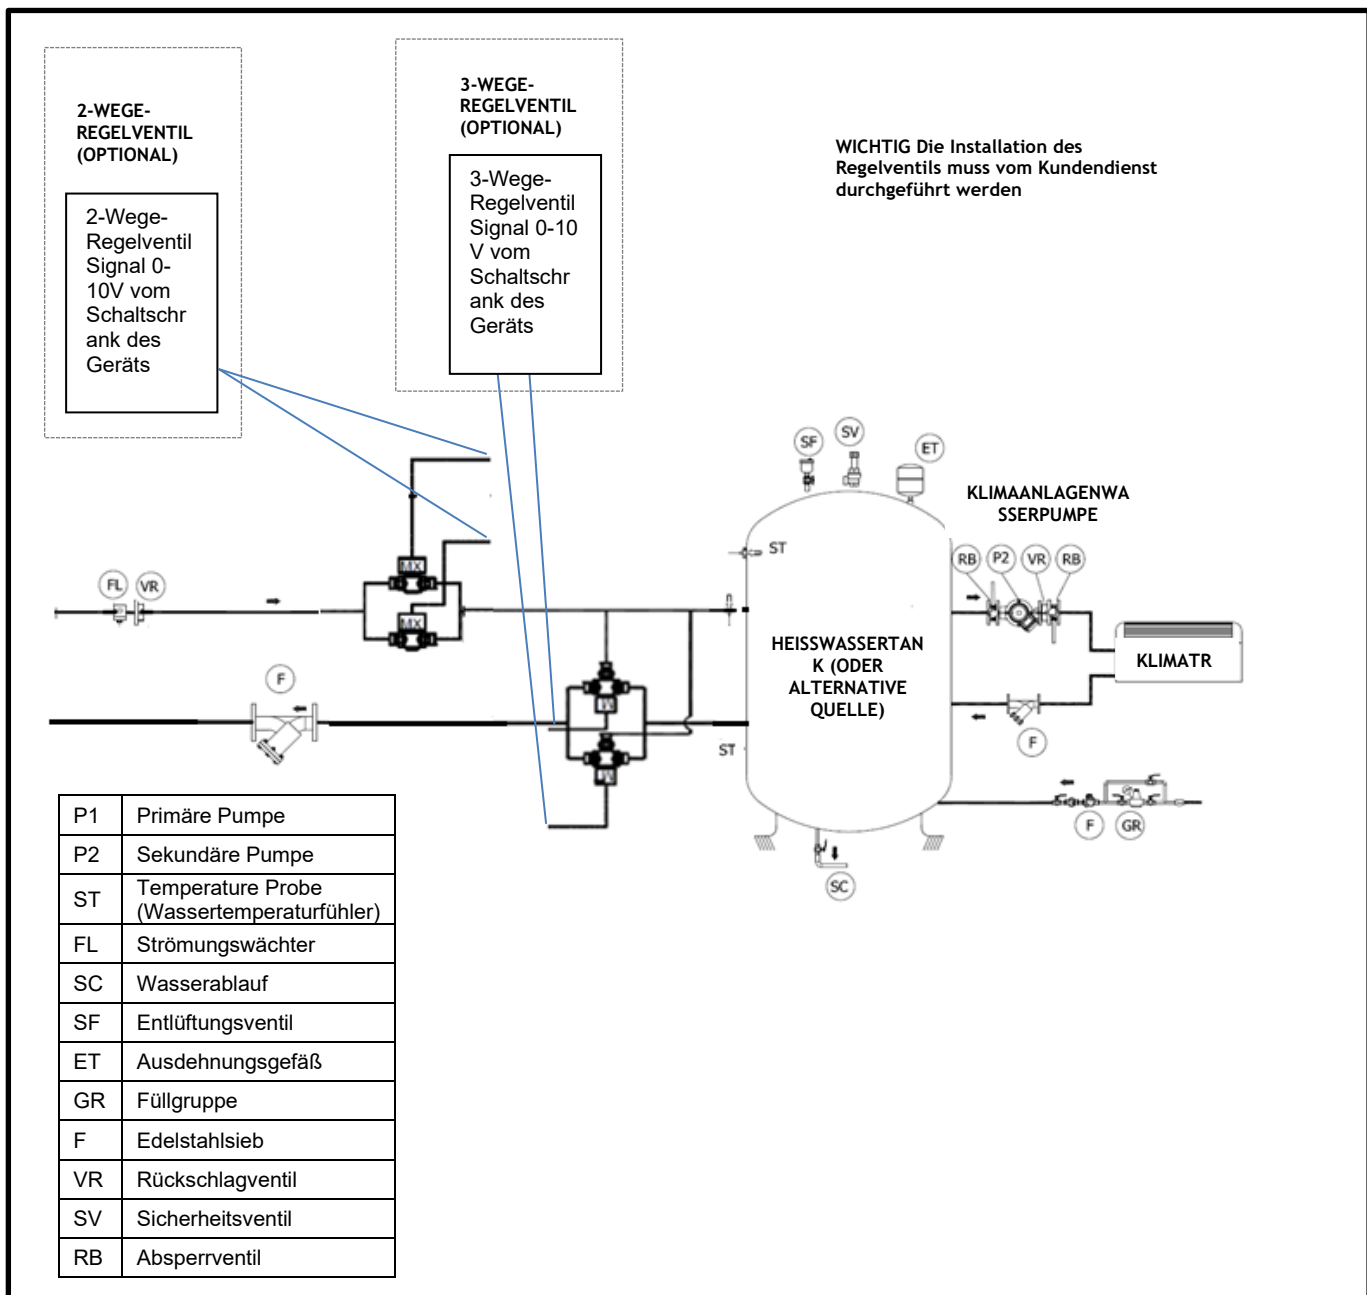 2-WEGE-
REGELVENTIL
(OPTIONAL)
2-Wege-
Regelventil
Signal 0-
10V vom
Schaltschr
ank des
Geräts
3-WEGE-
REGELVENTIL
(OPTIONAL)
3-Wege-
Regelventil
Signal 0-10
V vom
Schaltschr
ank des
Geräts
WICHTIG Die Installation des
Regelventils muss vom Kundendienst
durchgeführt werden
SF
SV
ET
KLIMAANLAGENWA
SSERPUMPE
ST
RB
P2
VR
RB
FL
VR
MX
MX
HEISSWASSERTAN
K (ODER
ALTERNATIVE
QUELLE)
KLIMATR
F
ST
F
F
GR
SC
P1 Primäre Pumpe
P2 Sekundäre Pumpe
ST Temperature Probe
(Wassertemperaturfühler)
FL Strömungswächter
SC Wasserablauf
SF Entlüftungsventil
ET Ausdehnungsgefäß
GR Füllgruppe
F Edelstahlsieb
VR Rückschlagventil
SV Sicherheitsventil
RB Absperrventil